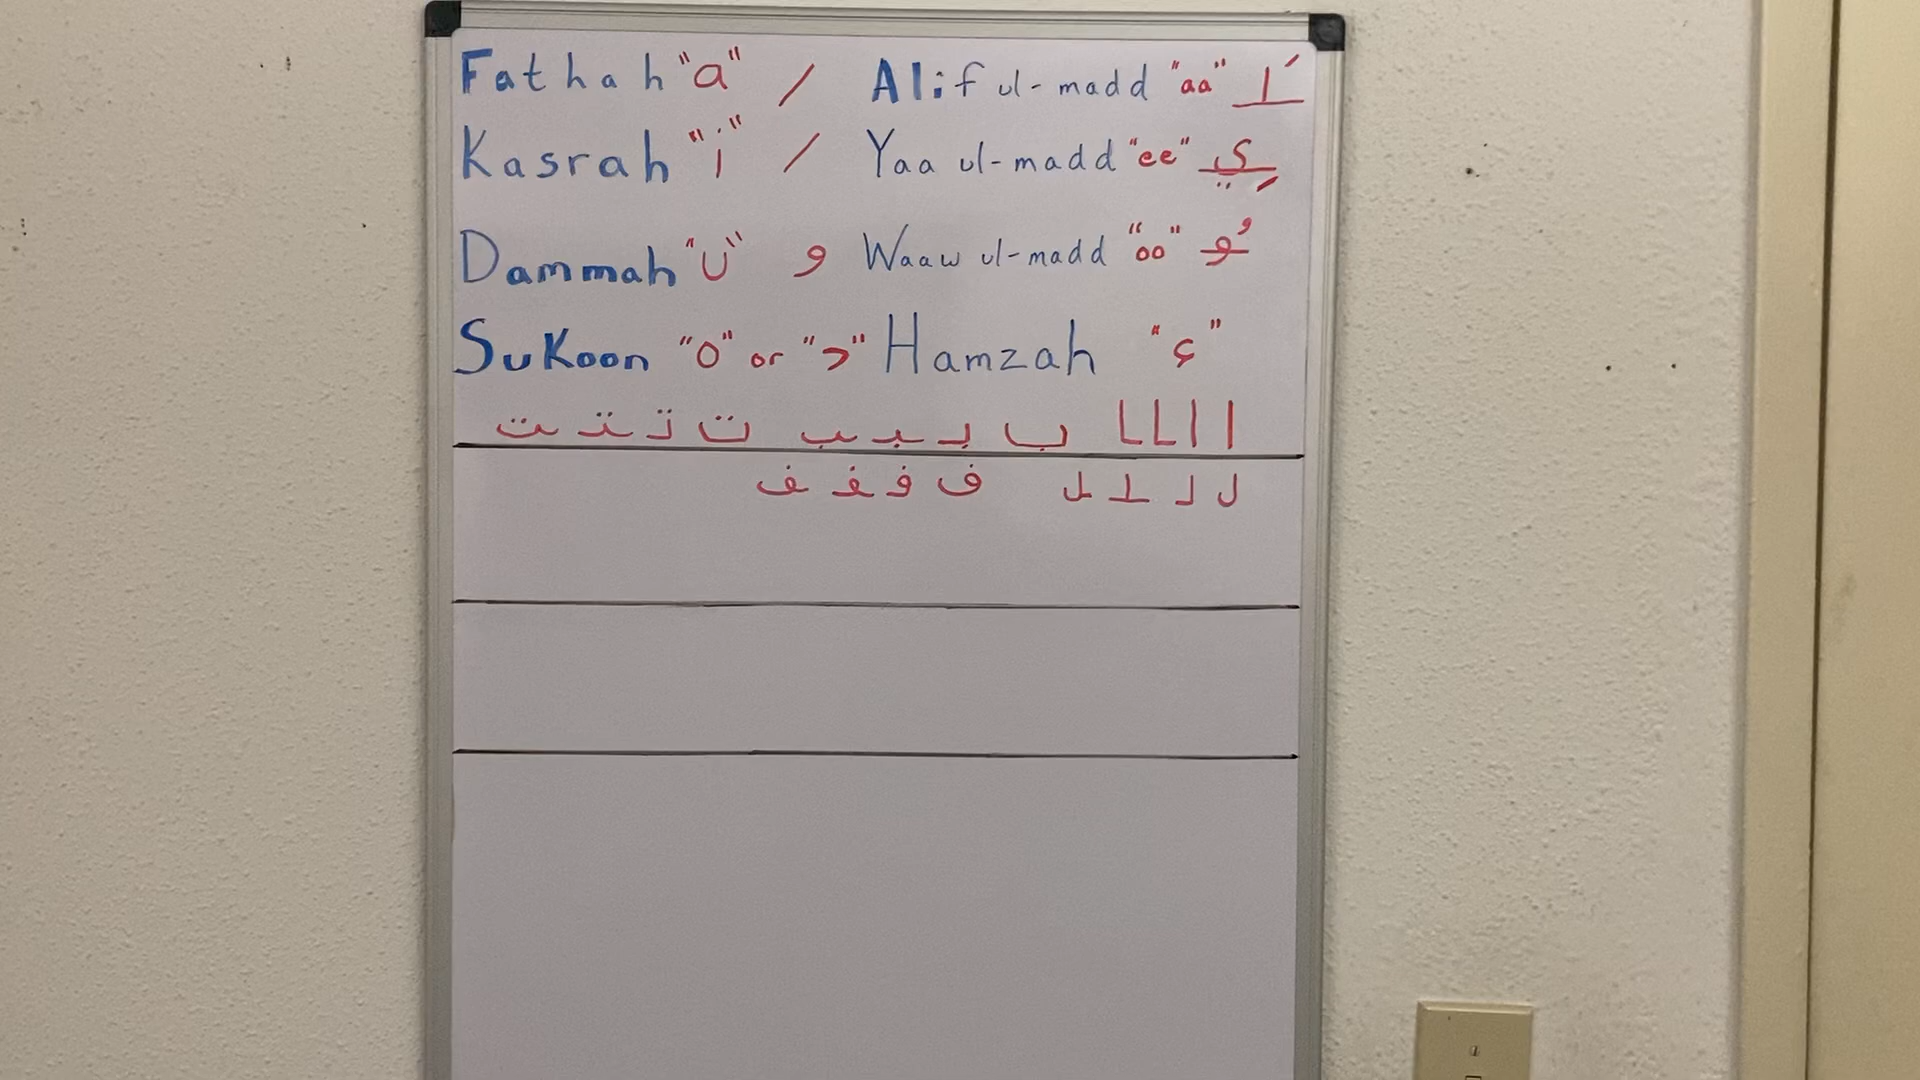 Fathah "a" / Alif ul-madd "aa" ـَا
Kasrah "i" / Yaa ul-madd "ee" ـِي
Dammah "U" و Waaw ul-madd "oo" ـُو
SuKoon "o" or "د" Hamzah "ء"
ا ا ـا ـا ب بـ ـبـ ـب ت تـ ـتـ ـت
ل لـ ـلـ ـل ف فـ ـفـ ـف